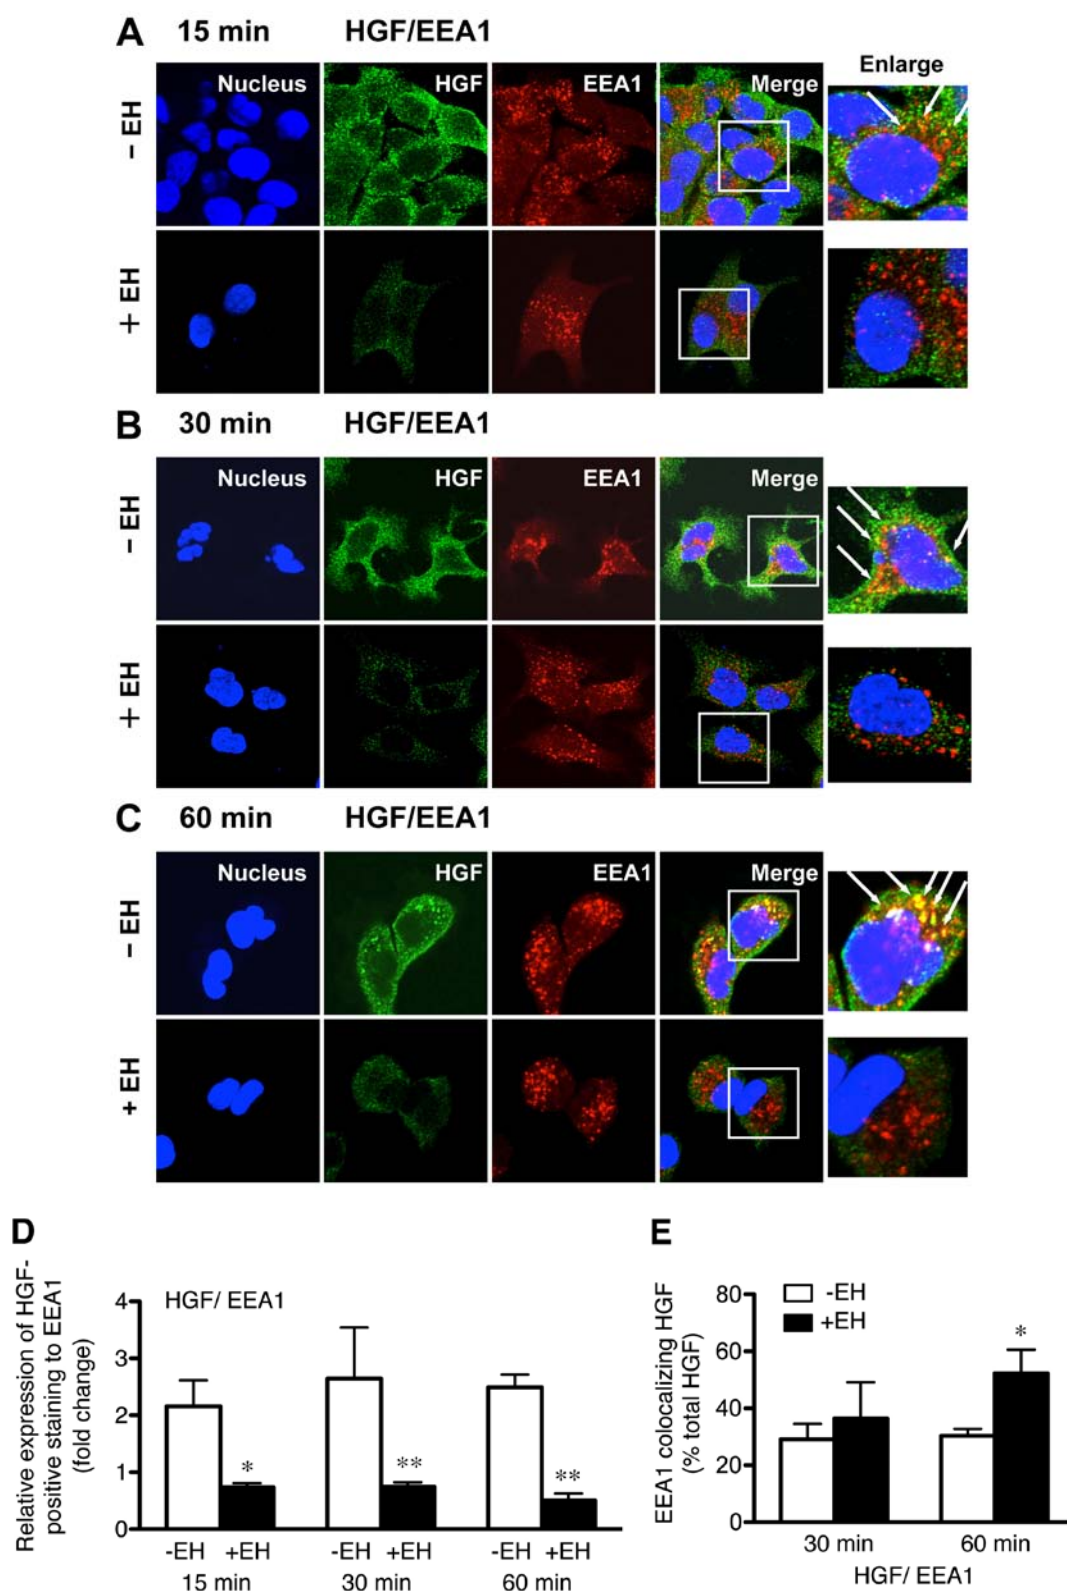 A 15 min HGF/EEA1
Nucleus HGF EEA1 Merge Enlarge
– EH
+ EH
B 30 min HGF/EEA1
Nucleus HGF EEA1 Merge
– EH
+ EH
C 60 min HGF/EEA1
Nucleus HGF EEA1 Merge
– EH
+ EH
D
Relative expression of HGF-
positive staining to EEA1
(fold change)
HGF/ EEA1
4
3
2
1
0
* ** **
-EH +EH -EH +EH -EH +EH
15 min 30 min 60 min
E
EEA1 colocalizing HGF
(% total HGF)
80
60
40
20
0
-EH
+EH
*
30 min 60 min
HGF/ EEA1